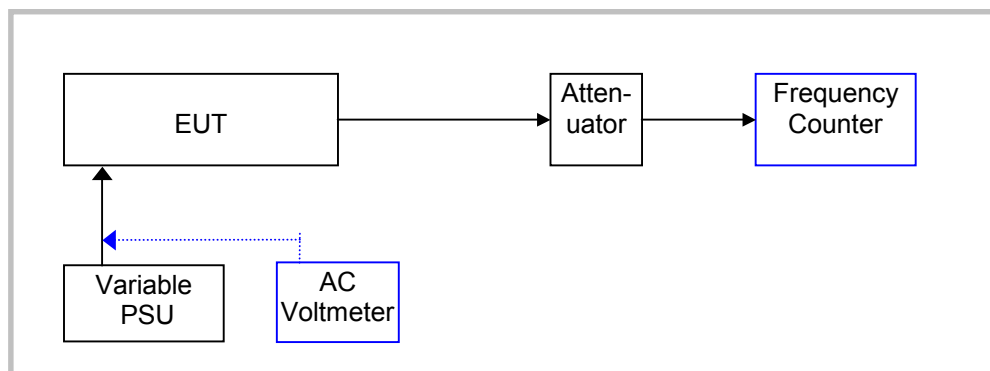 EUT
Atten-
uator
Frequency
Counter
Variable
PSU
AC
Voltmeter